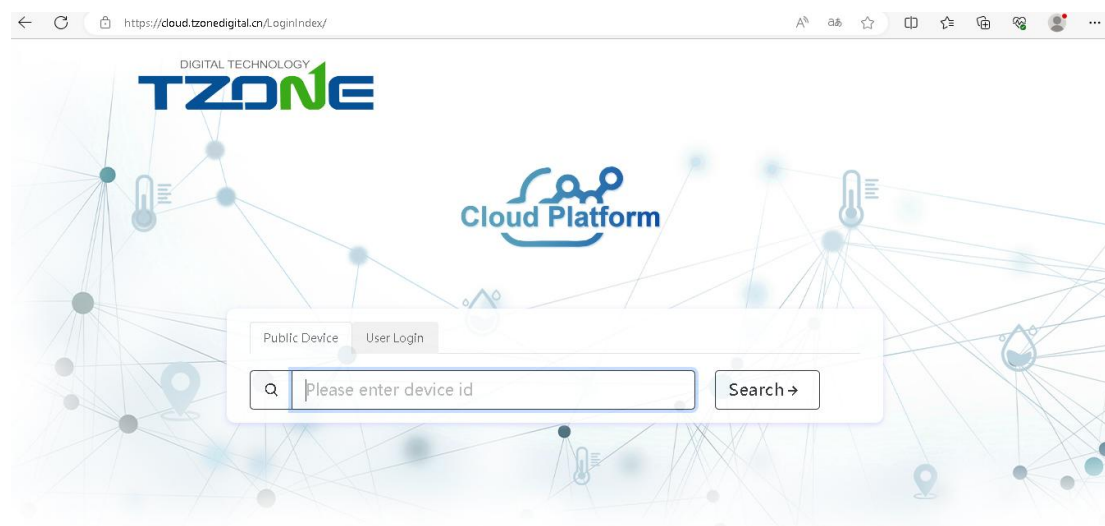 https://cloud.tzonedigital.cn/LoginIndex/
DIGITAL TECHNOLOGY
TZONE
Cloud Platform
Public Device
User Login
Please enter device id
Search→